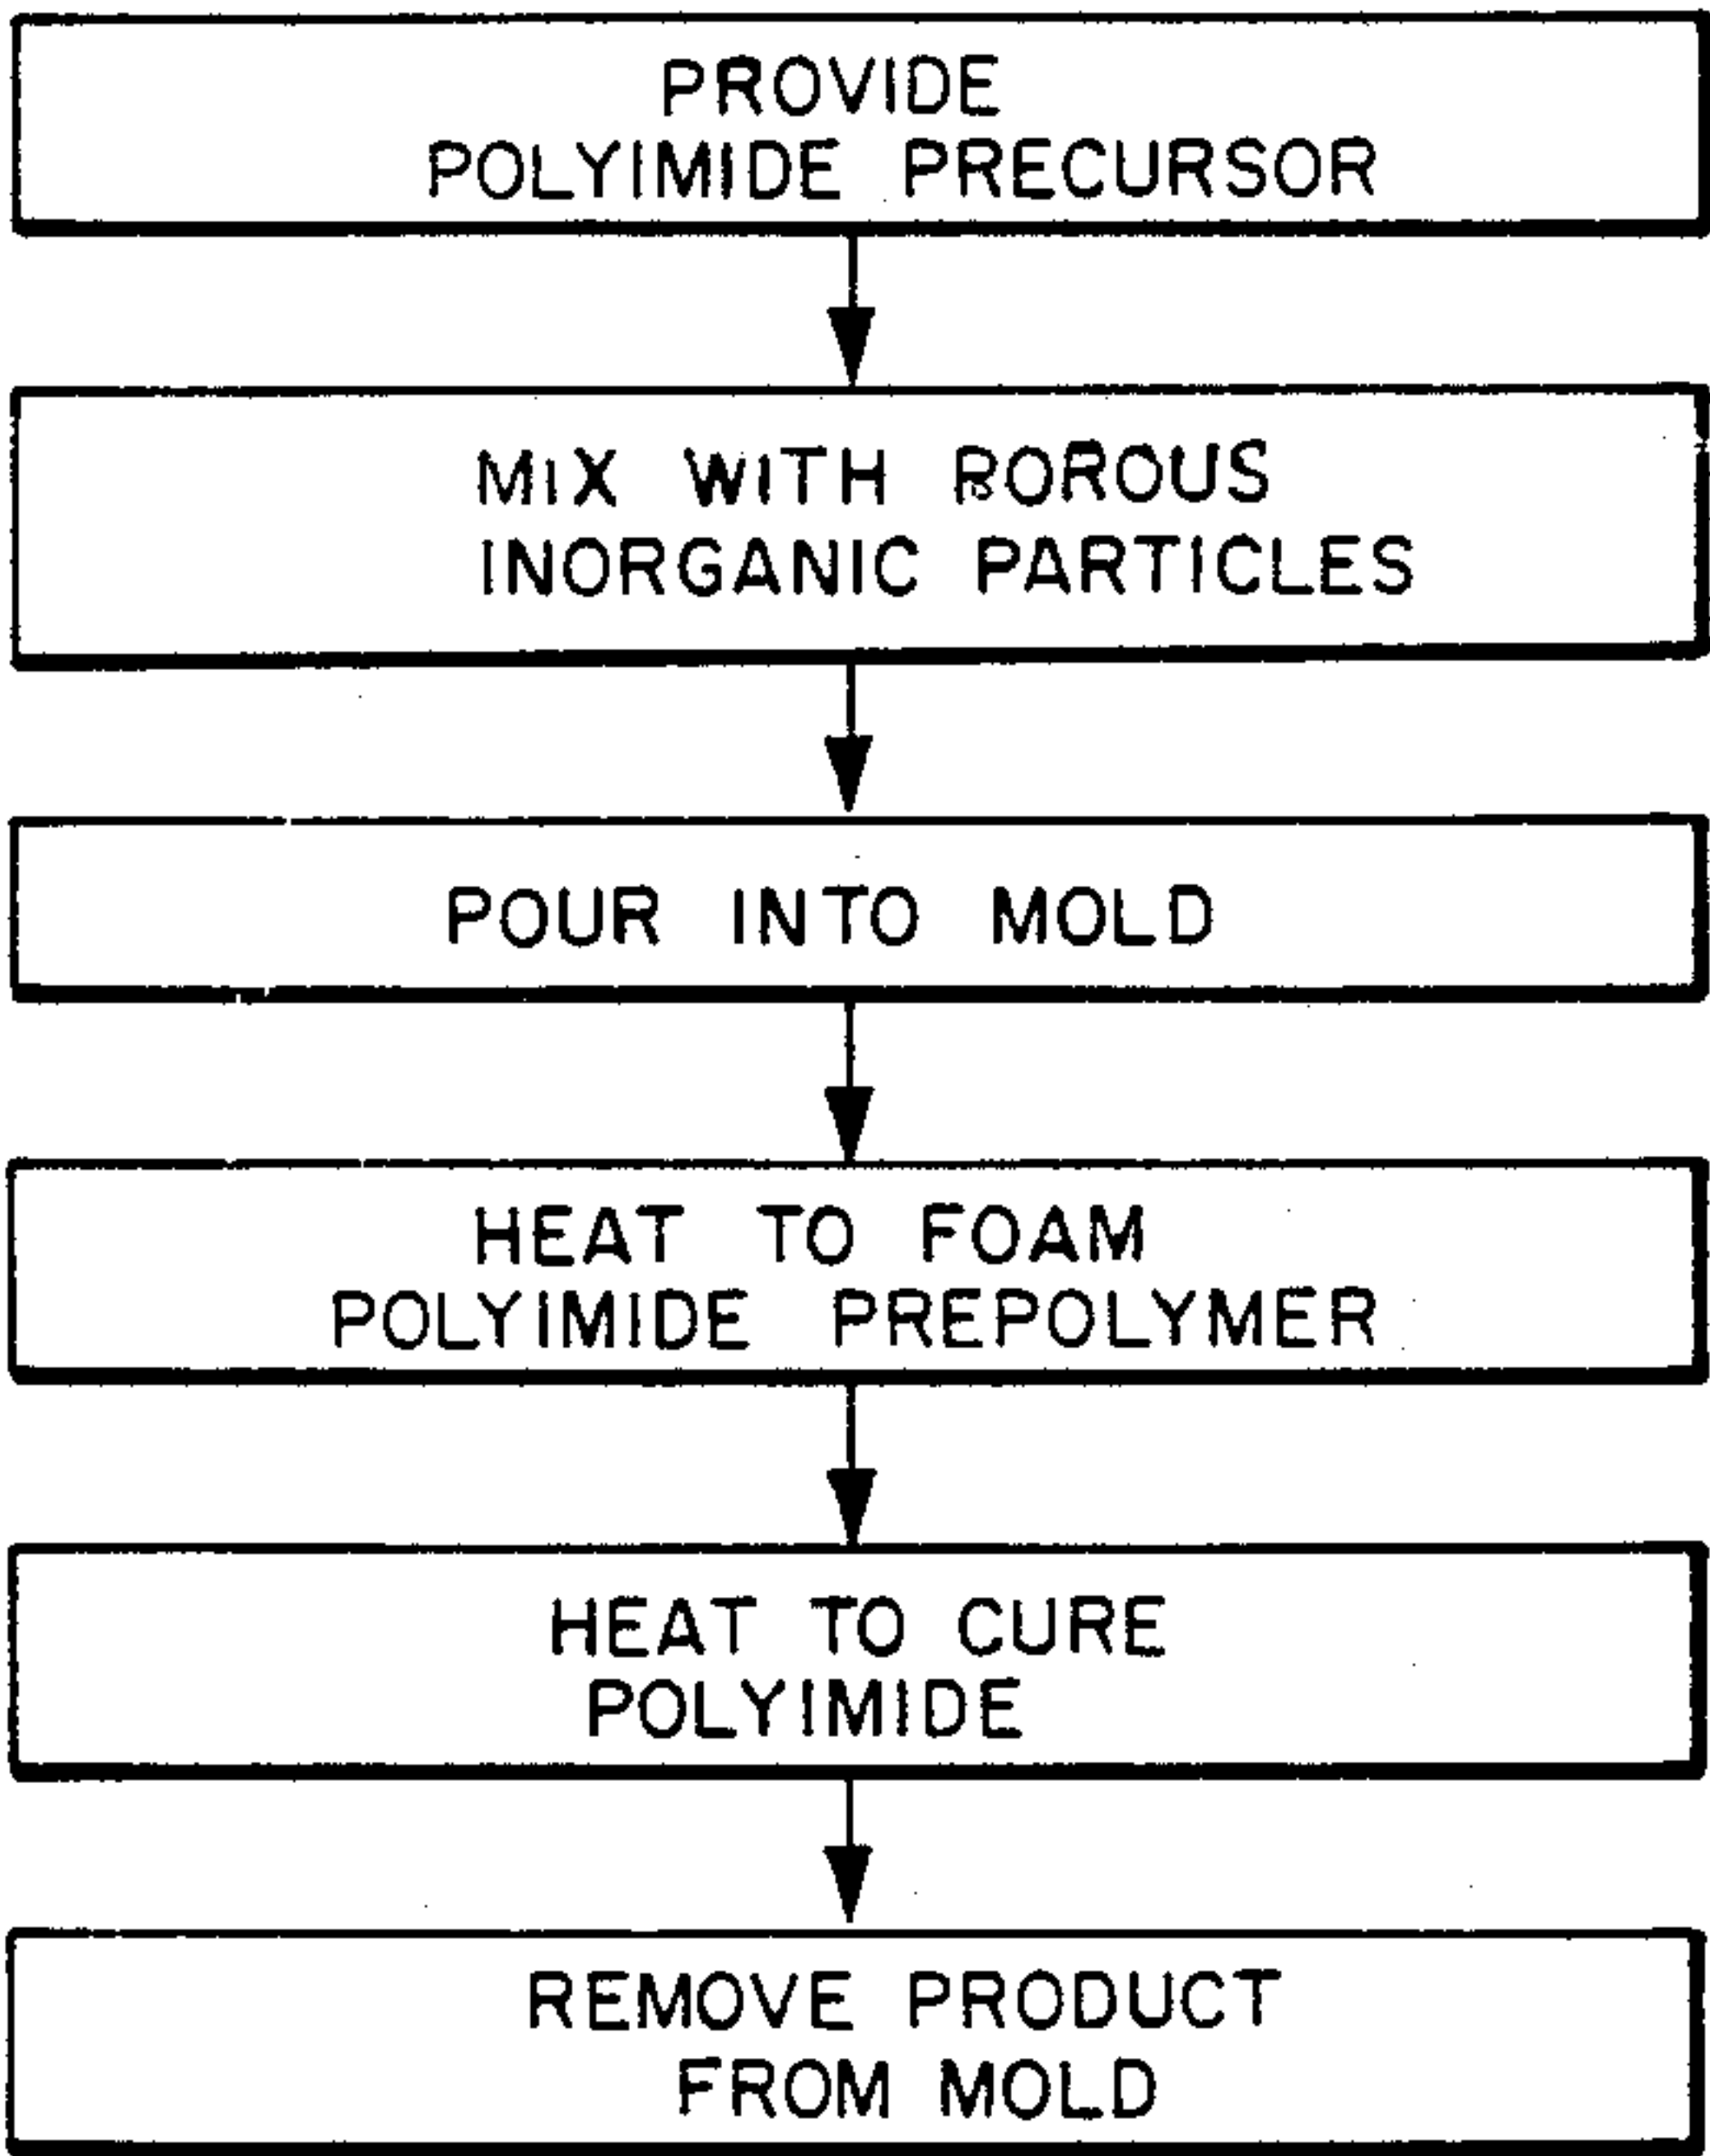 PROVIDE
POLYIMIDE PRECURSOR
MIX WITH POROUS
INORGANIC PARTICLES
POUR INTO MOLD
HEAT TO FOAM
POLYIMIDE PREPOLYMER
HEAT TO CURE
POLYIMIDE
REMOVE PRODUCT
FROM MOLD